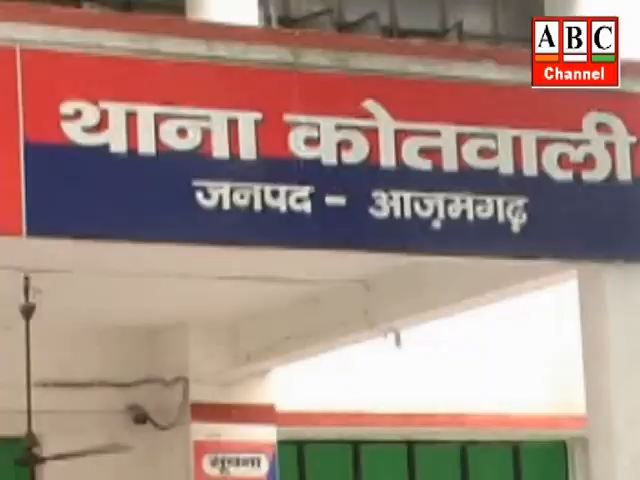 ABC
Channel
थाना कोतवाली
जनपद - आज़मगढ़
सूचना